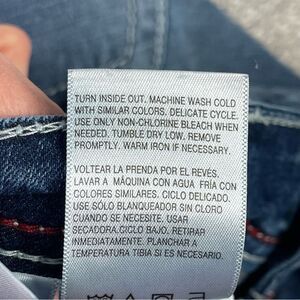 TURN INSIDE OUT. MACHINE WASH COLD
WITH SIMILAR COLORS. DELICATE CYCLE.
USE ONLY NON-CHLORINE BLEACH WHEN
NEEDED. TUMBLE DRY LOW. REMOVE
PROMPTLY. WARM IRON IF NECESSARY.
VOLTEAR LA PRENDA POR EL REVÉS.
LAVAR A MÁQUINA CON AGUA FRÍA CON
COLORES SIMILARES. CICLO DELICADO.
USE SÓLO BLANQUEADOR SIN CLORO
CUANDO SE NECESITE. USAR
SECADORA.CICLO BAJO. RETIRAR
INMEDIATAMENTE. PLANCHAR A
TEMPERATURA TIBIA SI ES NECESARIO.